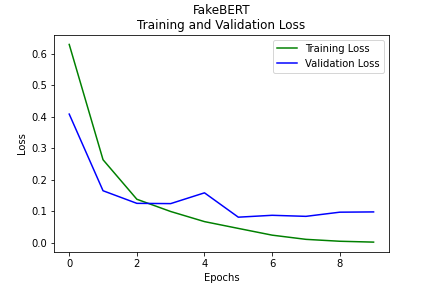 FakeBERT
Training and Validation Loss
Training Loss
Validation Loss
Loss
0.6
0.5
0.4
0.3
0.2
0.1
0.0
0 2 4 6 8
Epochs